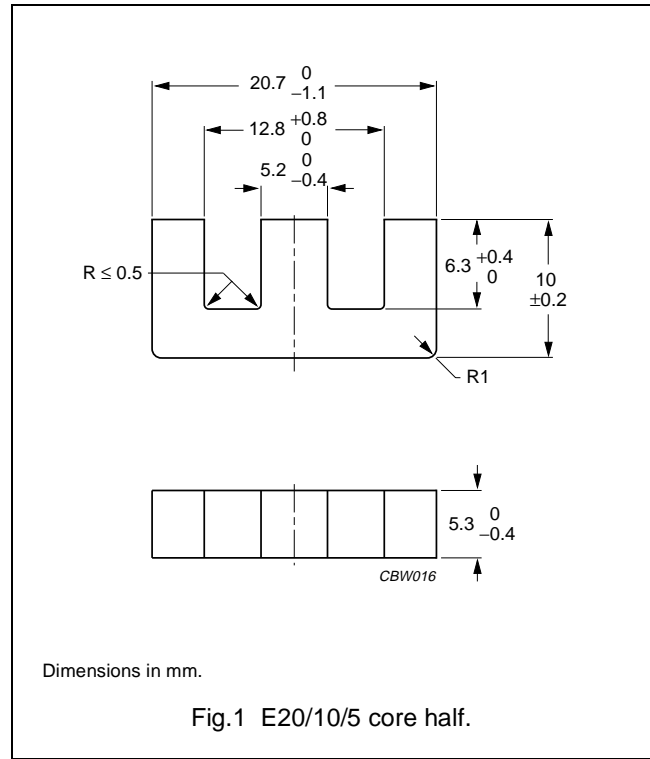 20.7 0 −1.1
12.8 +0.8 0
5.2 0 −0.4
R ≤ 0.5
6.3 +0.4 0
10 ±0.2
R1
5.3 0 −0.4
CBW016
Dimensions in mm.
Fig.1 E20/10/5 core half.